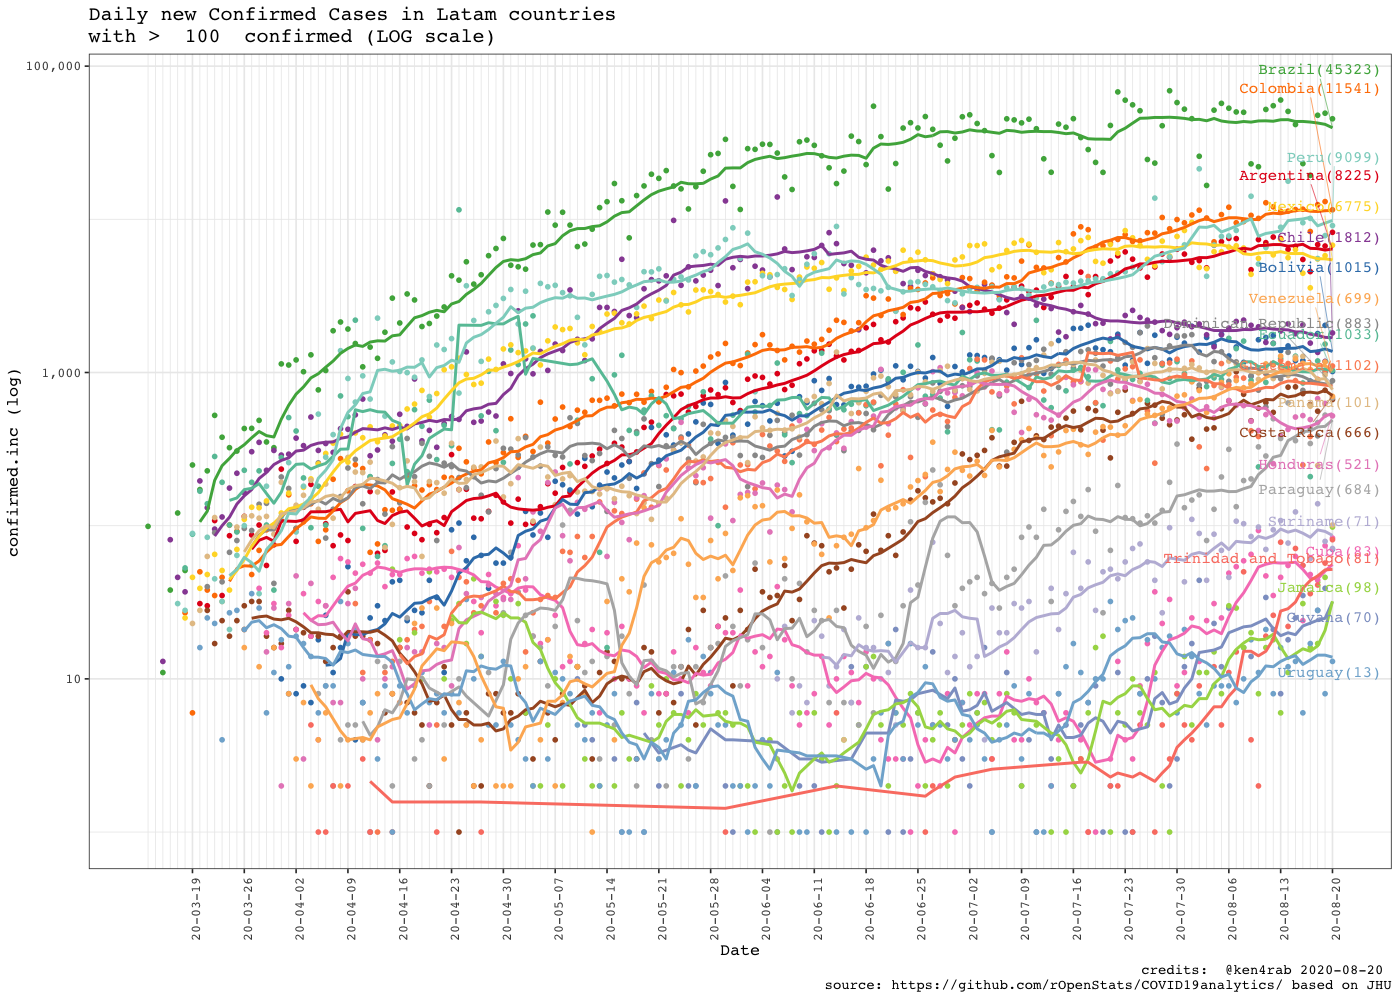 Daily new Confirmed Cases in Latam countries
with >  100  confirmed (LOG scale)
100,000
1,000
10
confirmed.inc (log)
Brazil(45323)
Colombia(11541)
Peru(9099)
Argentina(8225)
Mexico(6775)
Chile(1812)
Bolivia(1015)
Venezuela(699)
Dominican Republic(883)
Ecuador(1033)
(1102)
Panama(101)
Costa Rica(666)
Honduras(521)
Paraguay(684)
Suriname(71)
Cuba(83)
Trinidad and Tobago(81)
Jamaica(98)
Guyana(70)
Uruguay(13)
20-03-19
20-03-26
20-04-02
20-04-09
20-04-16
20-04-23
20-04-30
20-05-07
20-05-14
20-05-21
20-05-28
20-06-04
20-06-11
20-06-18
20-06-25
20-07-02
20-07-09
20-07-16
20-07-23
20-07-30
20-08-06
20-08-13
20-08-20
Date
credits:  @ken4rab 2020-08-20
source: https://github.com/rOpenStats/COVID19analytics/ based on JHU